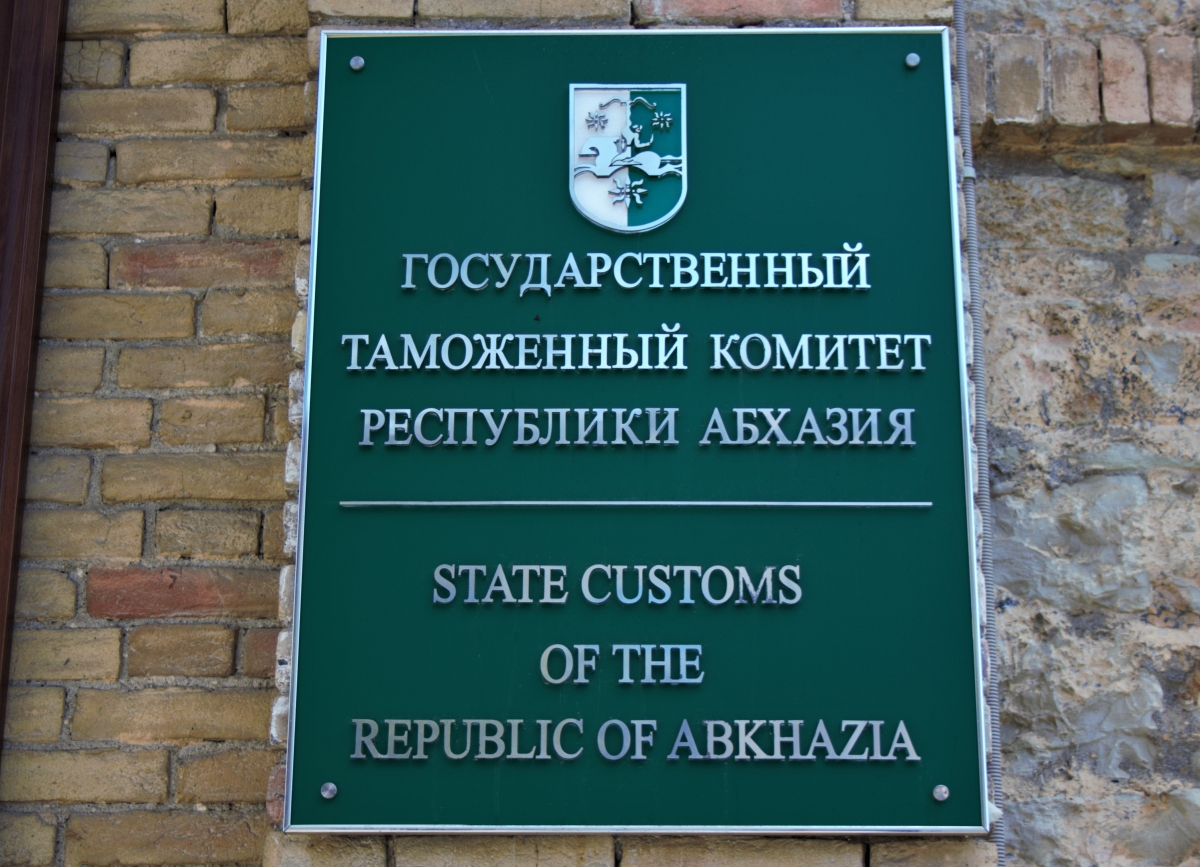 ГОСУДАРСТВЕННЫЙ
ТАМОЖЕННЫЙ КОМИТЕТ
РЕСПУБЛИКИ АБХАЗИЯ
STATE CUSTOMS
OF THE
REPUBLIC OF ABKHAZIA